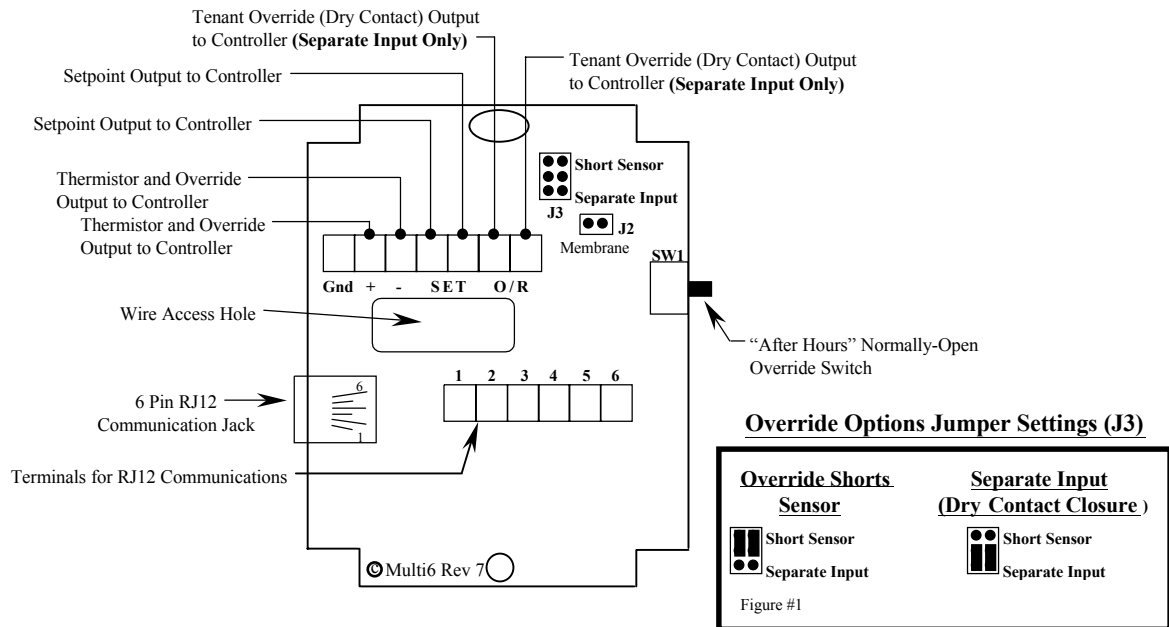 Tenant Override (Dry Contact) Output
to Controller (Separate Input Only)
Tenant Override (Dry Contact) Output
to Controller (Separate Input Only)
Setpoint Output to Controller
Setpoint Output to Controller
Thermistor and Override
Output to Controller
Thermistor and Override
Output to Controller
Short Sensor
Separate Input
J3
J2
Membrane
SW1
Gnd + - SET O/R
Wire Access Hole
"After Hours" Normally-Open
Override Switch
1 2 3 4 5 6
6
1
6 Pin RJ12
Communication Jack
Terminals for RJ12 Communications
© Multi6 Rev 7
Override Options Jumper Settings (J3)
Override Shorts
Sensor
Short Sensor
Separate Input
Separate Input
(Dry Contact Closure )
Short Sensor
Separate Input
Figure #1